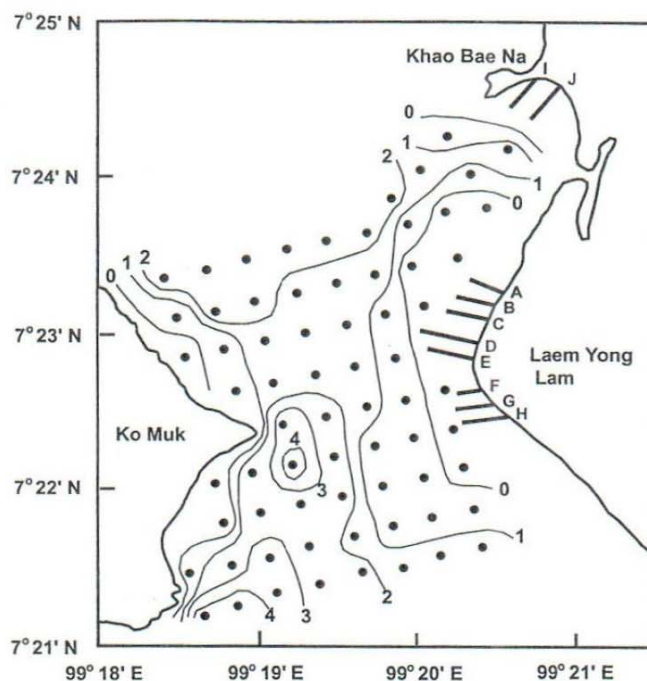 7° 25' N
Khao Bae Na
I
J
0
1
2
7° 24' N
1
0
0
1
2
A
B
7° 23' N
C
D
E
Laem Yong
Lam
F
G
H
Ko Muk
4
3
7° 22' N
0
1
2
3
4
7° 21' N
99° 18' E
99° 19' E
99° 20' E
99° 21' E